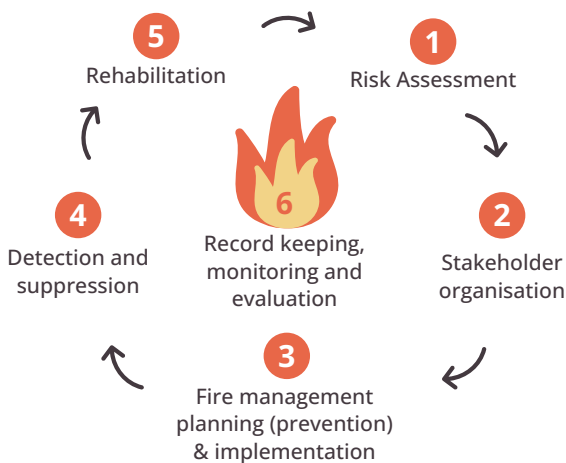 1
Risk Assessment
2
Stakeholder
organisation
3
Fire management
planning (prevention)
& implementation
4
Detection and
suppression
5
Rehabilitation
6
Record keeping,
monitoring and
evaluation